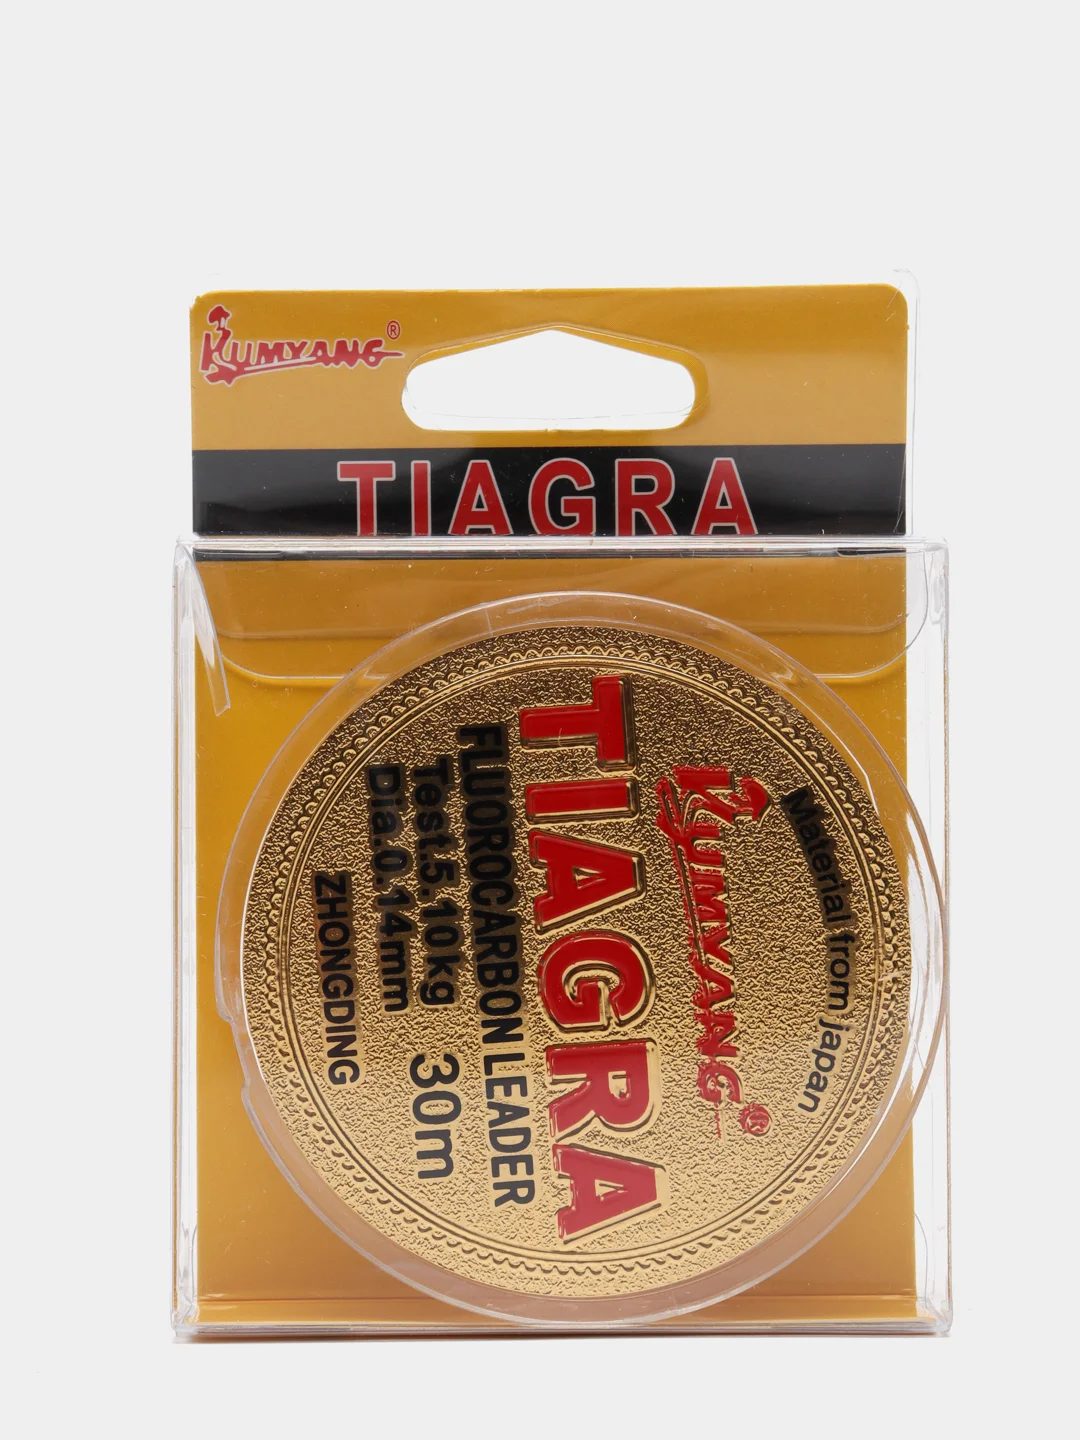 KUMYANG®
TIAGRA
Material from japan
KUMYANG®
TIAGRA
FLUOROCARBON LEADER
Test.5.10kg 30m
Dia.0.14mm
ZHONGDING